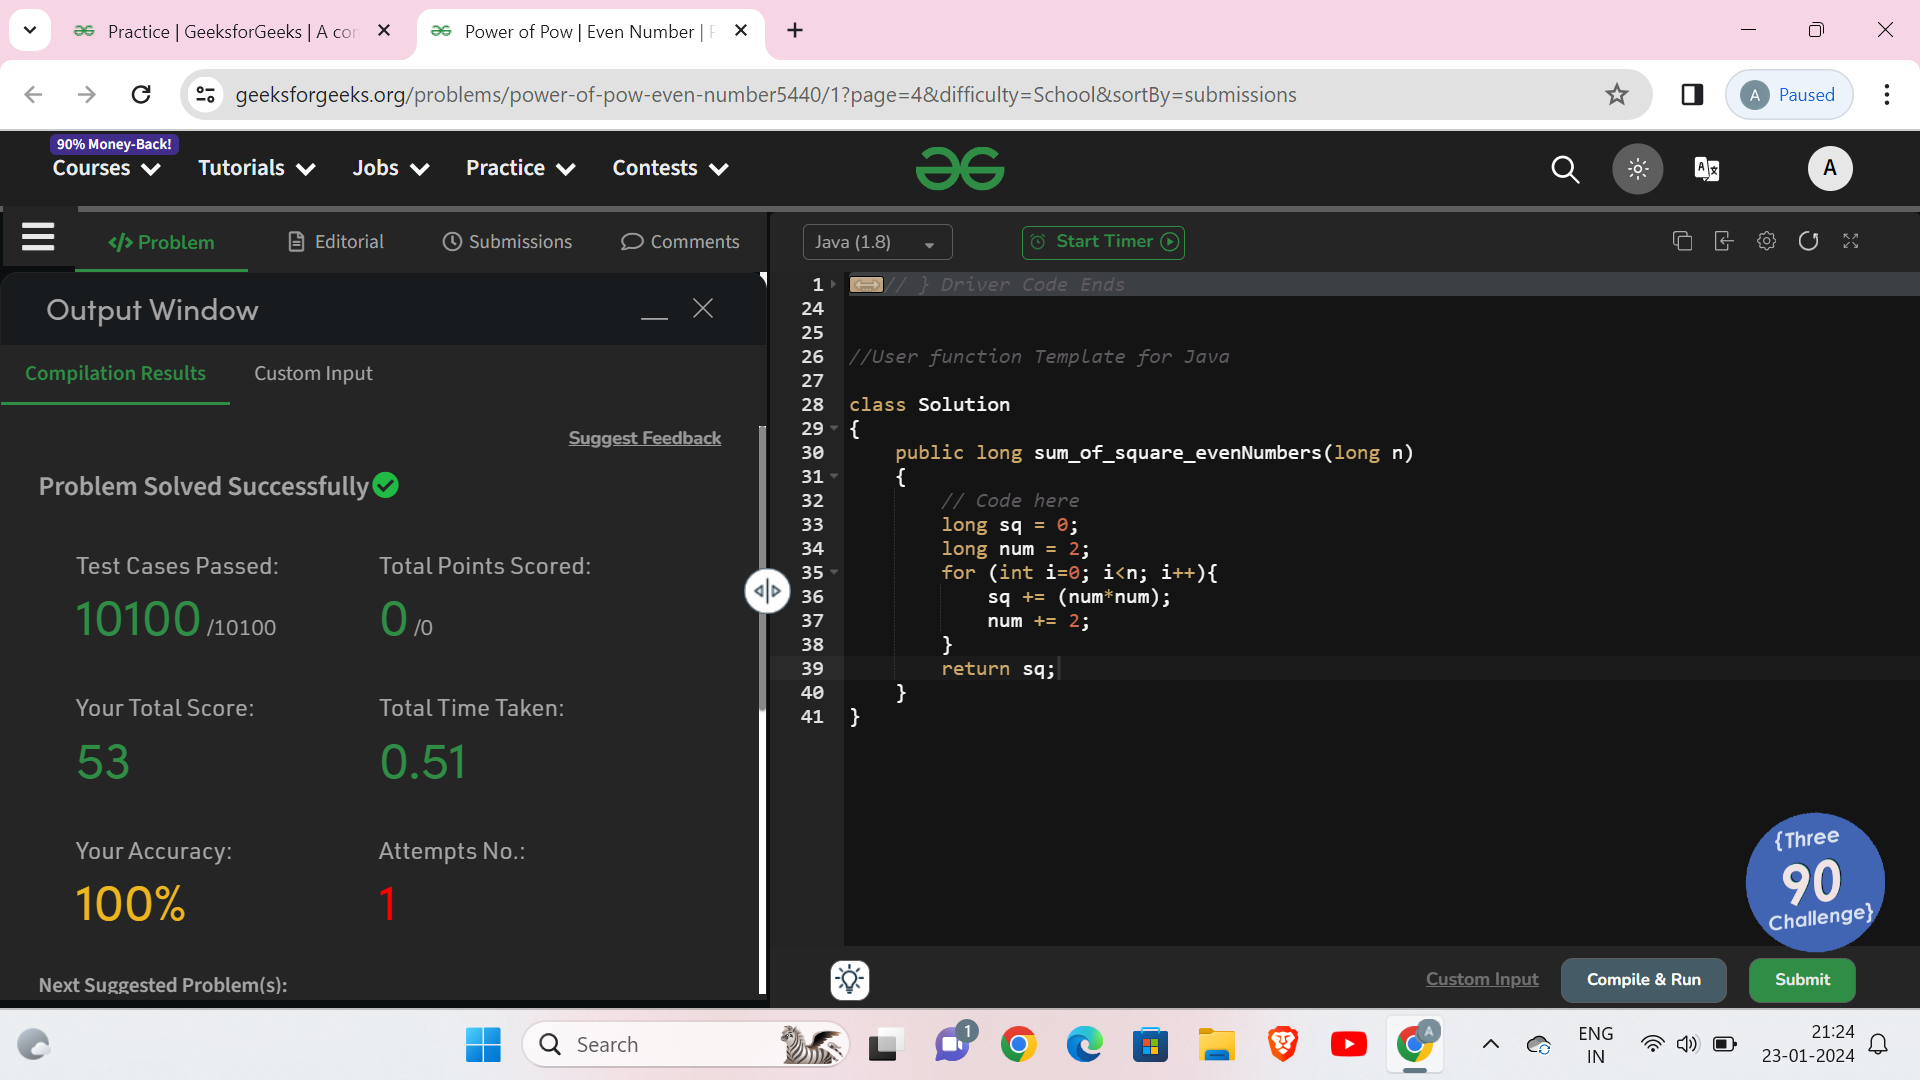 Practice | GeeksforGeeks | A co
Power of Pow | Even Number |
geeksforgeeks.org/problems/power-of-pow-even-number5440/1?page=4&difficulty=School&sortBy=submissions
A Paused
90% Money-Back!
Courses Tutorials Jobs Practice Contests
A
Problem Editorial Submissions Comments
Java (1.8) Start Timer
Output Window
Compilation Results Custom Input
Suggest Feedback
Problem Solved Successfully
Test Cases Passed: Total Points Scored:
10100 /10100 0 /0
Your Total Score: Total Time Taken:
53 0.51
Your Accuracy: Attempts No.:
100% 1
Next Suggested Problem(s):
1 // } Driver Code Ends
24
25
26 //User function Template for Java
27
28 class Solution
29 {
30 public long sum_of_square_evenNumbers(long n)
31 {
32 // Code here
33 long sq = 0;
34 long num = 2;
35 for (int i=0; i<n; i++){
36 sq += (num*num);
37 num += 2;
38 }
39 return sq;
40 }
41 }
{Three
90
Challenge}
Custom Input Compile & Run Submit
Search
1
A
ENG
IN
21:24
23-01-2024